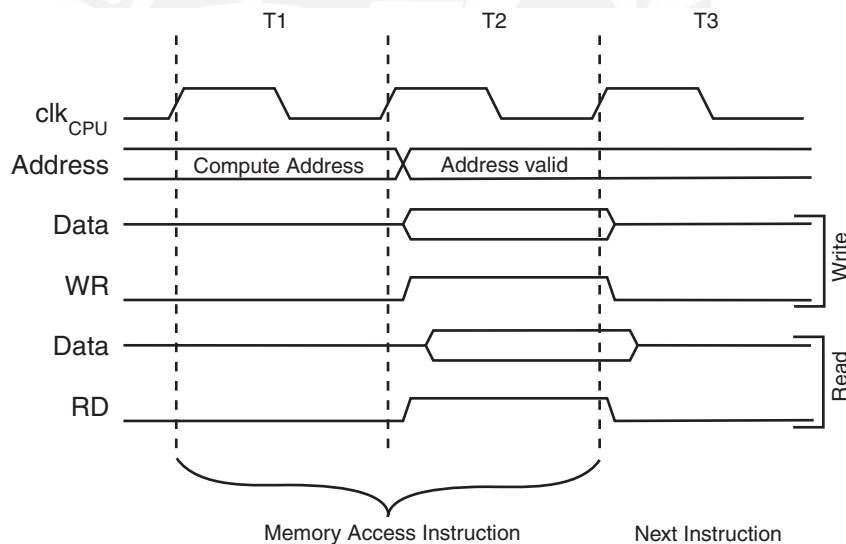 T1 T2 T3
clkCPU
Address Compute Address Address valid
Data
WR
Write
Data
RD
Read
Memory Access Instruction Next Instruction